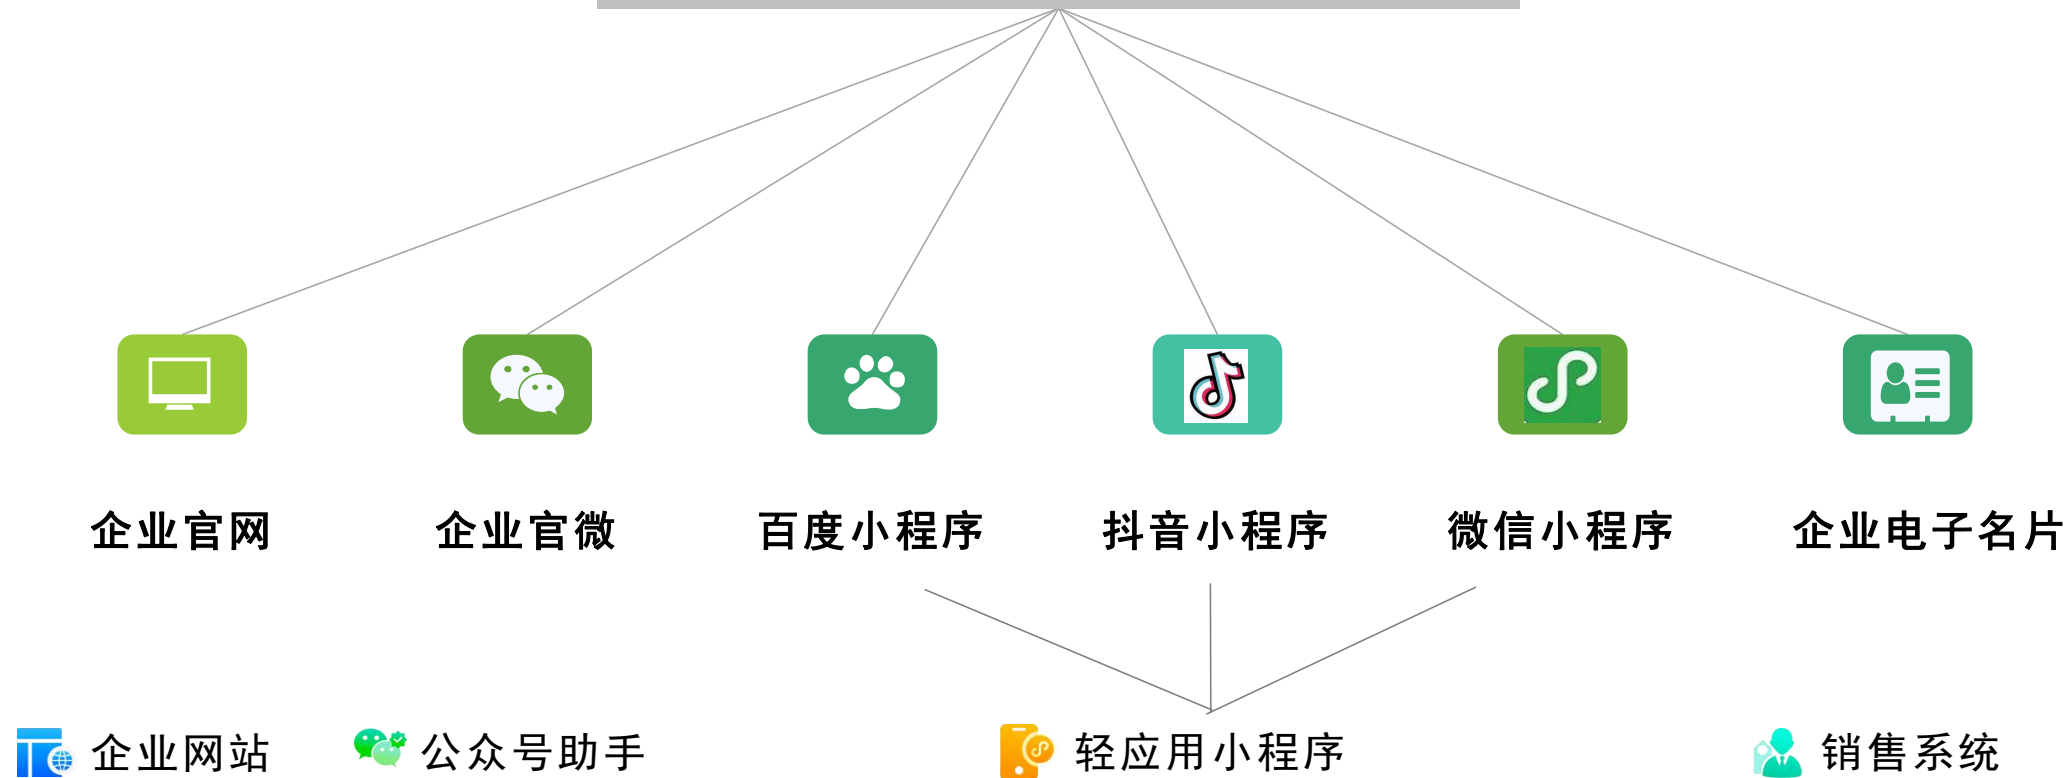 企业官网
企业官微
百度小程序
抖音小程序
微信小程序
企业电子名片
企业网站
公众号助手
轻应用小程序
销售系统